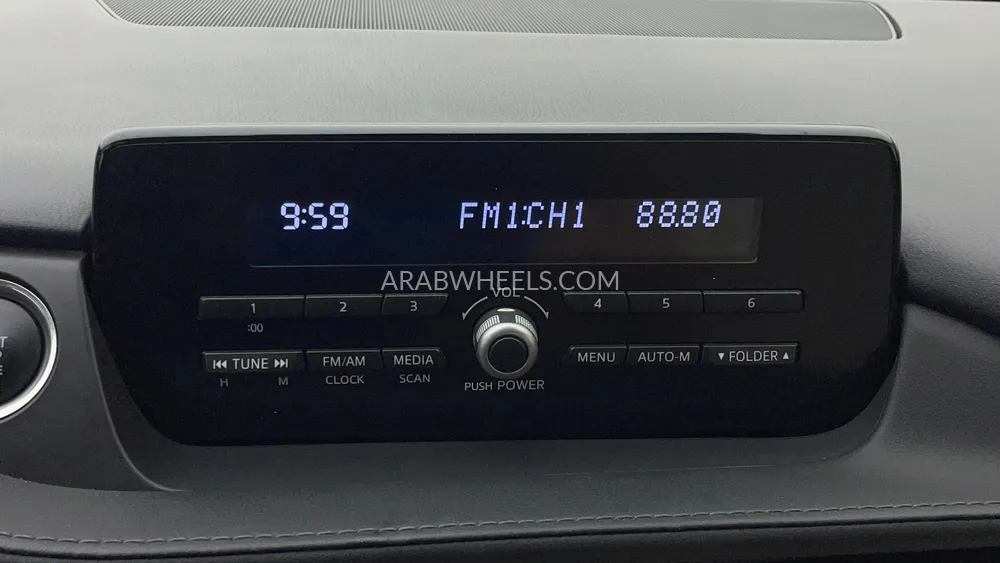 9:59 FM1:CH1 88.80
ARABWHEELS.COM
VOL
1 2 3 4 5 6
:00
⏮ TUNE ⏭ FM/AM MEDIA MENU AUTO-M ▼ FOLDER ▲
H M CLOCK SCAN PUSH POWER